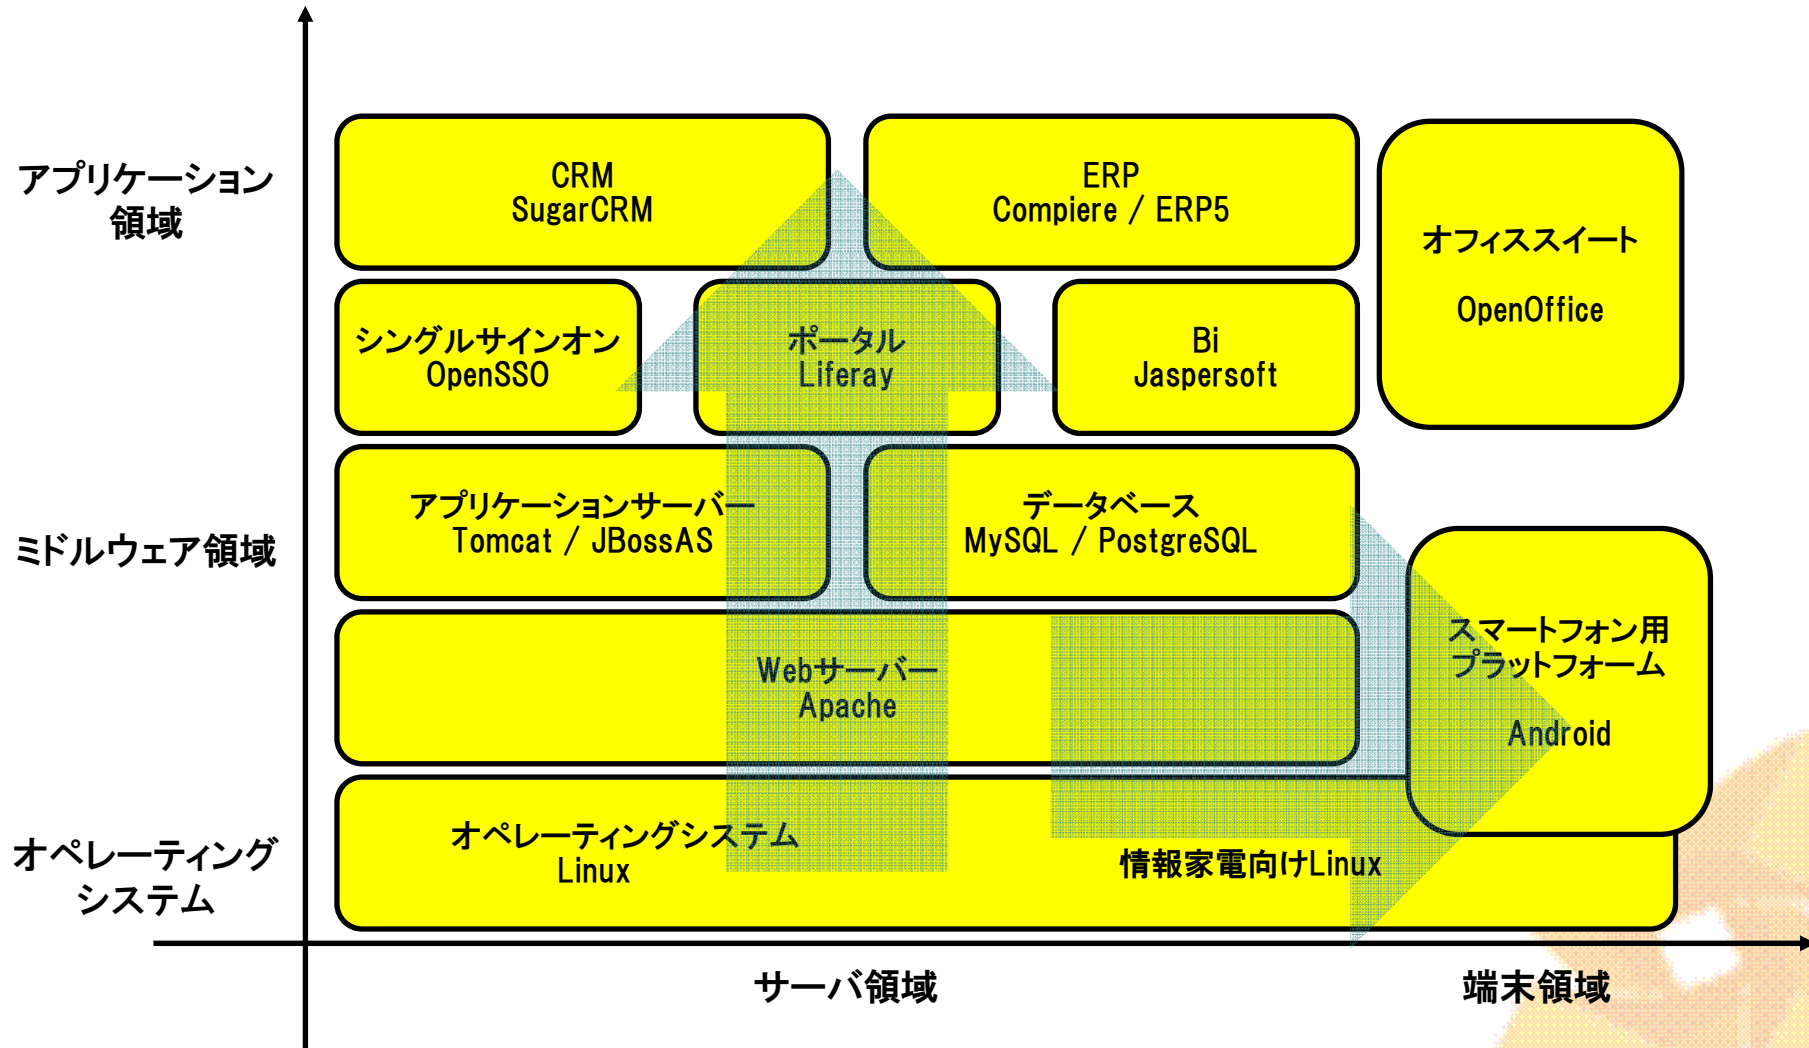 アプリケーション
領域
CRM
SugarCRM
ERP
Compiere / ERP5
オフィススイート
OpenOffice
シングルサインオン
OpenSSO
ポータル
Liferay
Bi
Jaspersoft
ミドルウェア領域
アプリケーションサーバー
Tomcat / JBossAS
データベース
MySQL / PostgreSQL
スマートフォン用
プラットフォーム
Android
Webサーバー
Apache
オペレーティング
システム
オペレーティングシステム
Linux
情報家電向けLinux
サーバ領域
端末領域